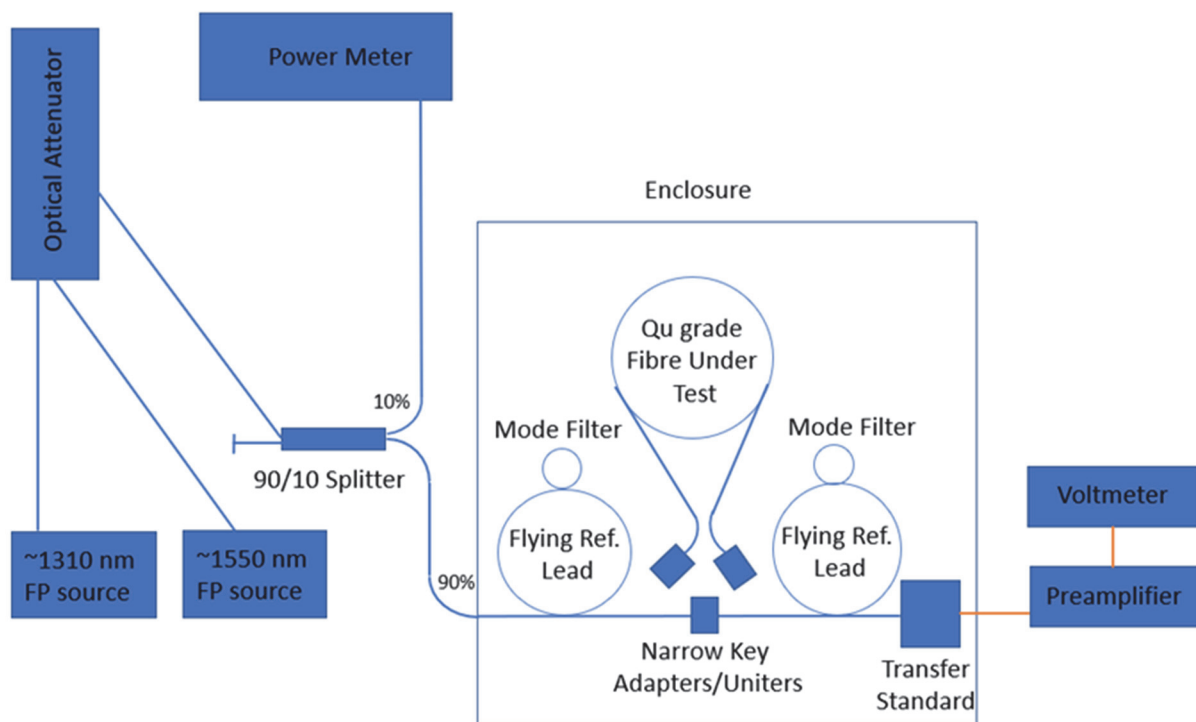 Optical Attenuator
Power Meter
Enclosure
Qu grade
Fibre Under
Test
10%
Mode Filter
Mode Filter
90/10 Splitter
Voltmeter
Flying Ref.
Lead
Flying Ref.
Lead
~1310 nm
FP source
~1550 nm
FP source
90%
Preamplifier
Narrow Key
Adapters/Uniters
Transfer
Standard